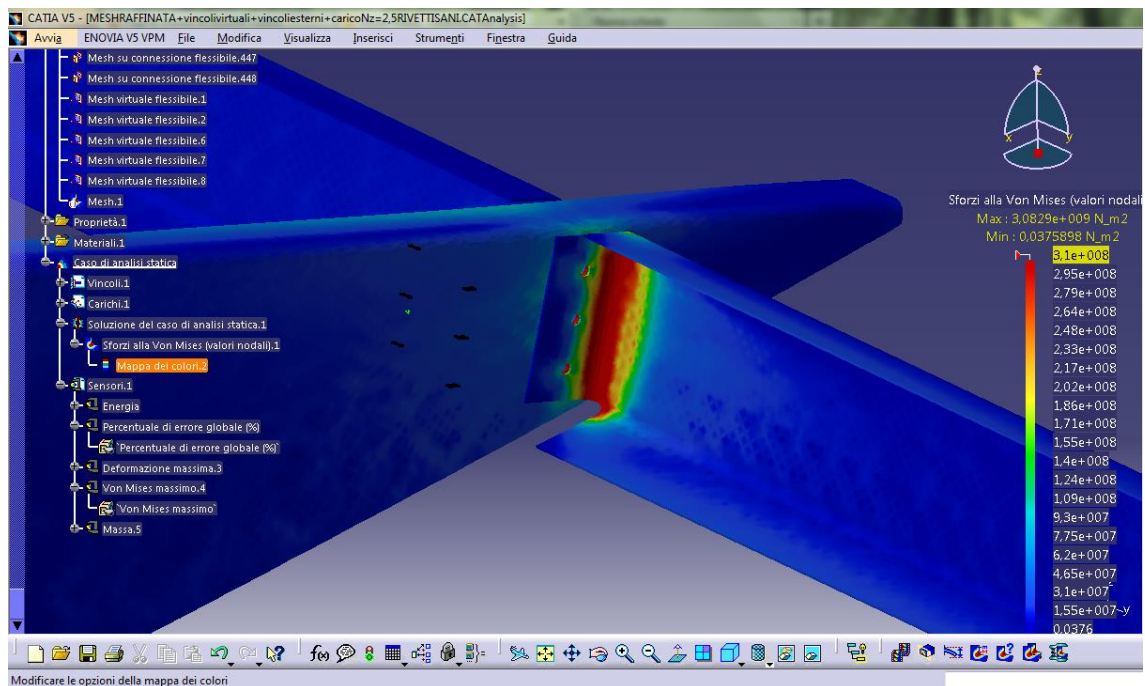 CATIA V5 - [MESHRAFFINATA+vincolivirtuali+vincoliesterni+caricoNz=2,5RIVETTISANI.CATAnalysis]
Avvia ENOVIA V5 VPM File Modifica Visualizza Inserisci Strumenti Finestra Guida
Mesh su connessione flessibile.447
Mesh su connessione flessibile.448
Mesh virtuale flessibile.1
Mesh virtuale flessibile.2
Mesh virtuale flessibile.6
Mesh virtuale flessibile.7
Mesh virtuale flessibile.8
Mesh.1
Proprietà.1
Materiali.1
Caso di analisi statica
Vincoli.1
Carichi.1
Soluzione del caso di analisi statica.1
Sforzi alla Von Mises (valori nodali).1
Mappa dei colori.2
Sensori.1
Energia
Percentuale di errore globale (%)
`Percentuale di errore globale (%)`
Deformazione massima.3
Von Mises massimo.4
`Von Mises massimo`
Massa.5
z
x y
Sforzi alla Von Mises (valori nodali
Max : 3,0829e+009 N_m2
Min : 0,0375898 N_m2
3,1e+008
2,95e+008
2,79e+008
2,64e+008
2,48e+008
2,33e+008
2,17e+008
2,02e+008
1,86e+008
1,71e+008
1,55e+008
1,4e+008
1,24e+008
1,09e+008
9,3e+007
7,75e+007
6,2e+007
4,65e+007
3,1e+007
1,55e+007
y
0,0376
f(x)
Modificare le opzioni della mappa dei colori